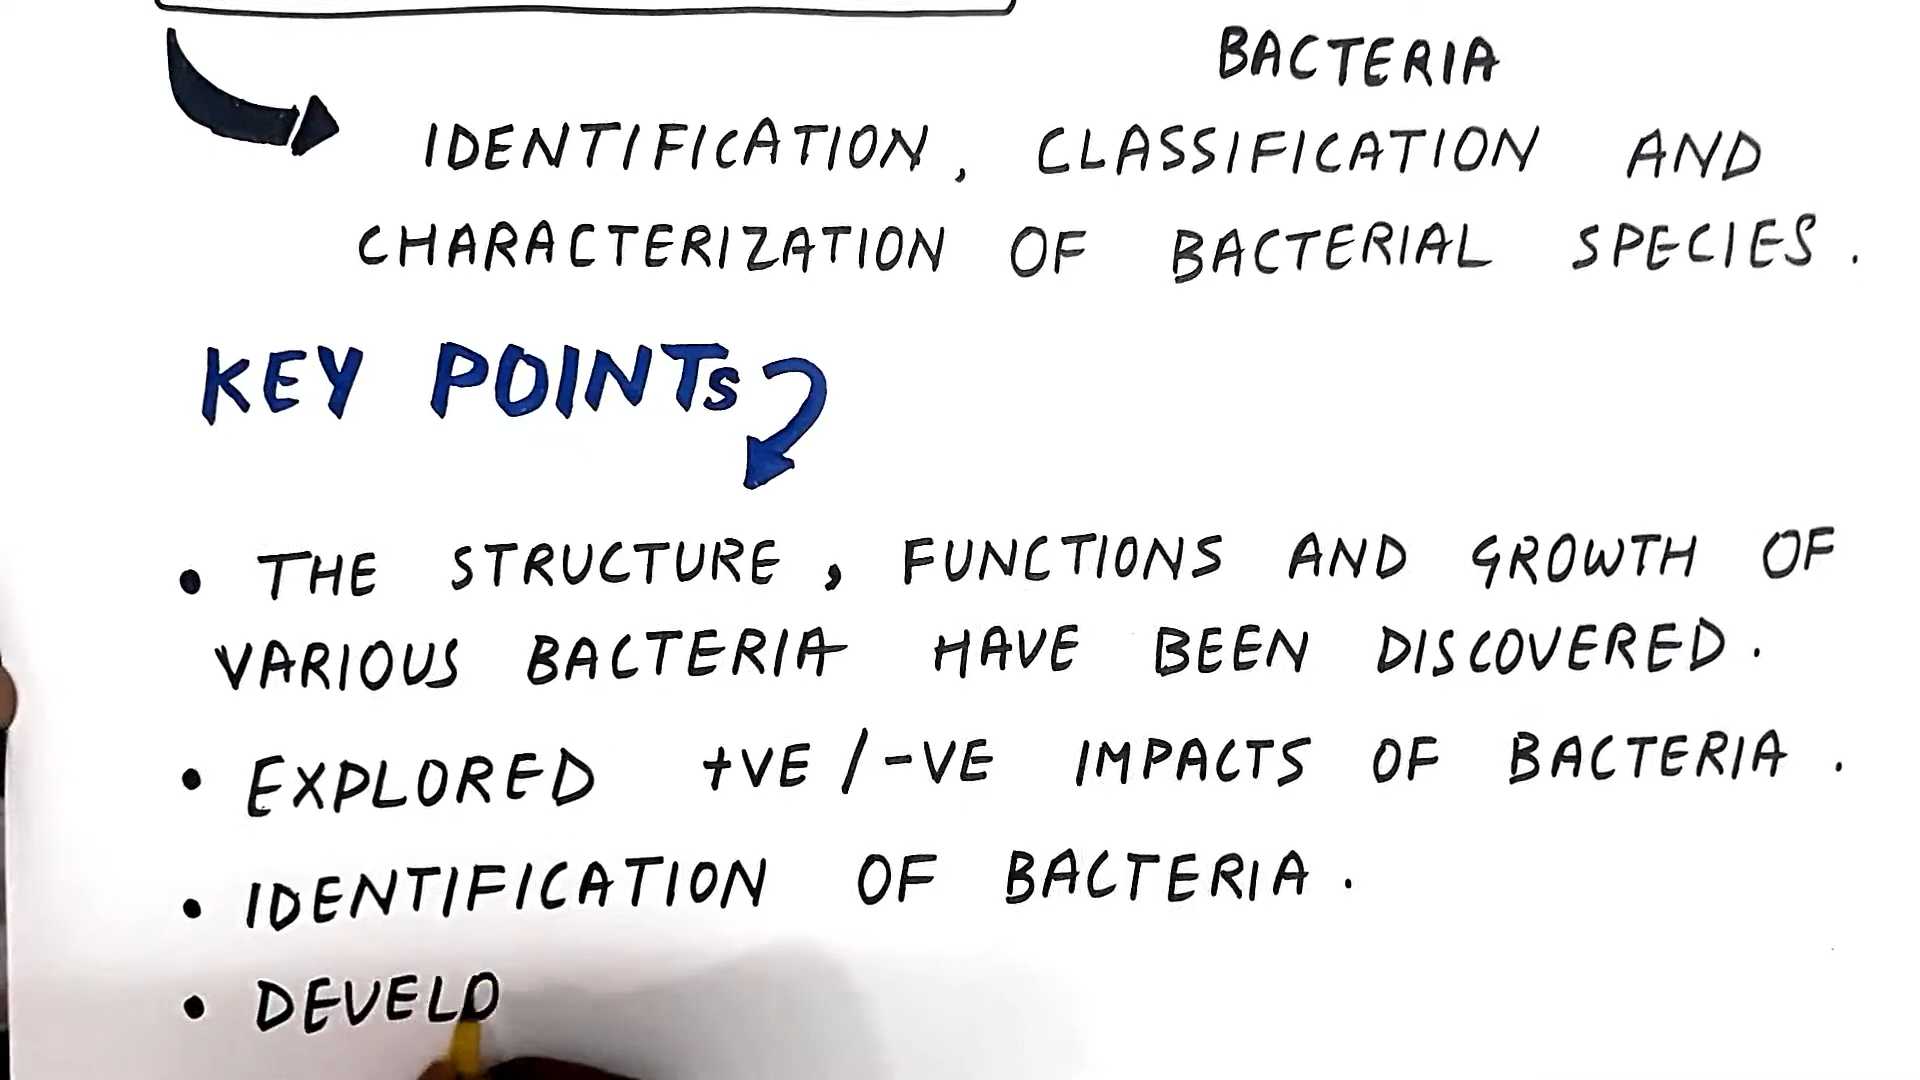 BACTERIA
IDENTIFICATION, CLASSIFICATION AND
CHARACTERIZATION OF BACTERIAL SPECIES.
KEY POINTS
• THE STRUCTURE, FUNCTIONS AND GROWTH OF
VARIOUS BACTERIA HAVE BEEN DISCOVERED.
• EXPLORED +VE/-VE IMPACTS OF BACTERIA.
• IDENTIFICATION OF BACTERIA.
• DEVELO